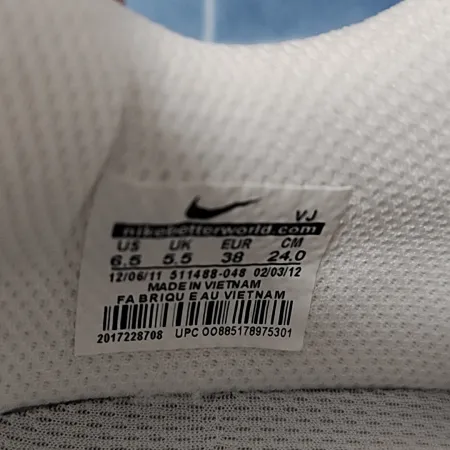 VJ
nikebetterworld.com
US UK EUR CM
6.5 5.5 38 24.0
12/06/11 511488-048 02/03/12
MADE IN VIETNAM
FABRIQUE AU VIETNAM
2017228708 UPC 00885178975301